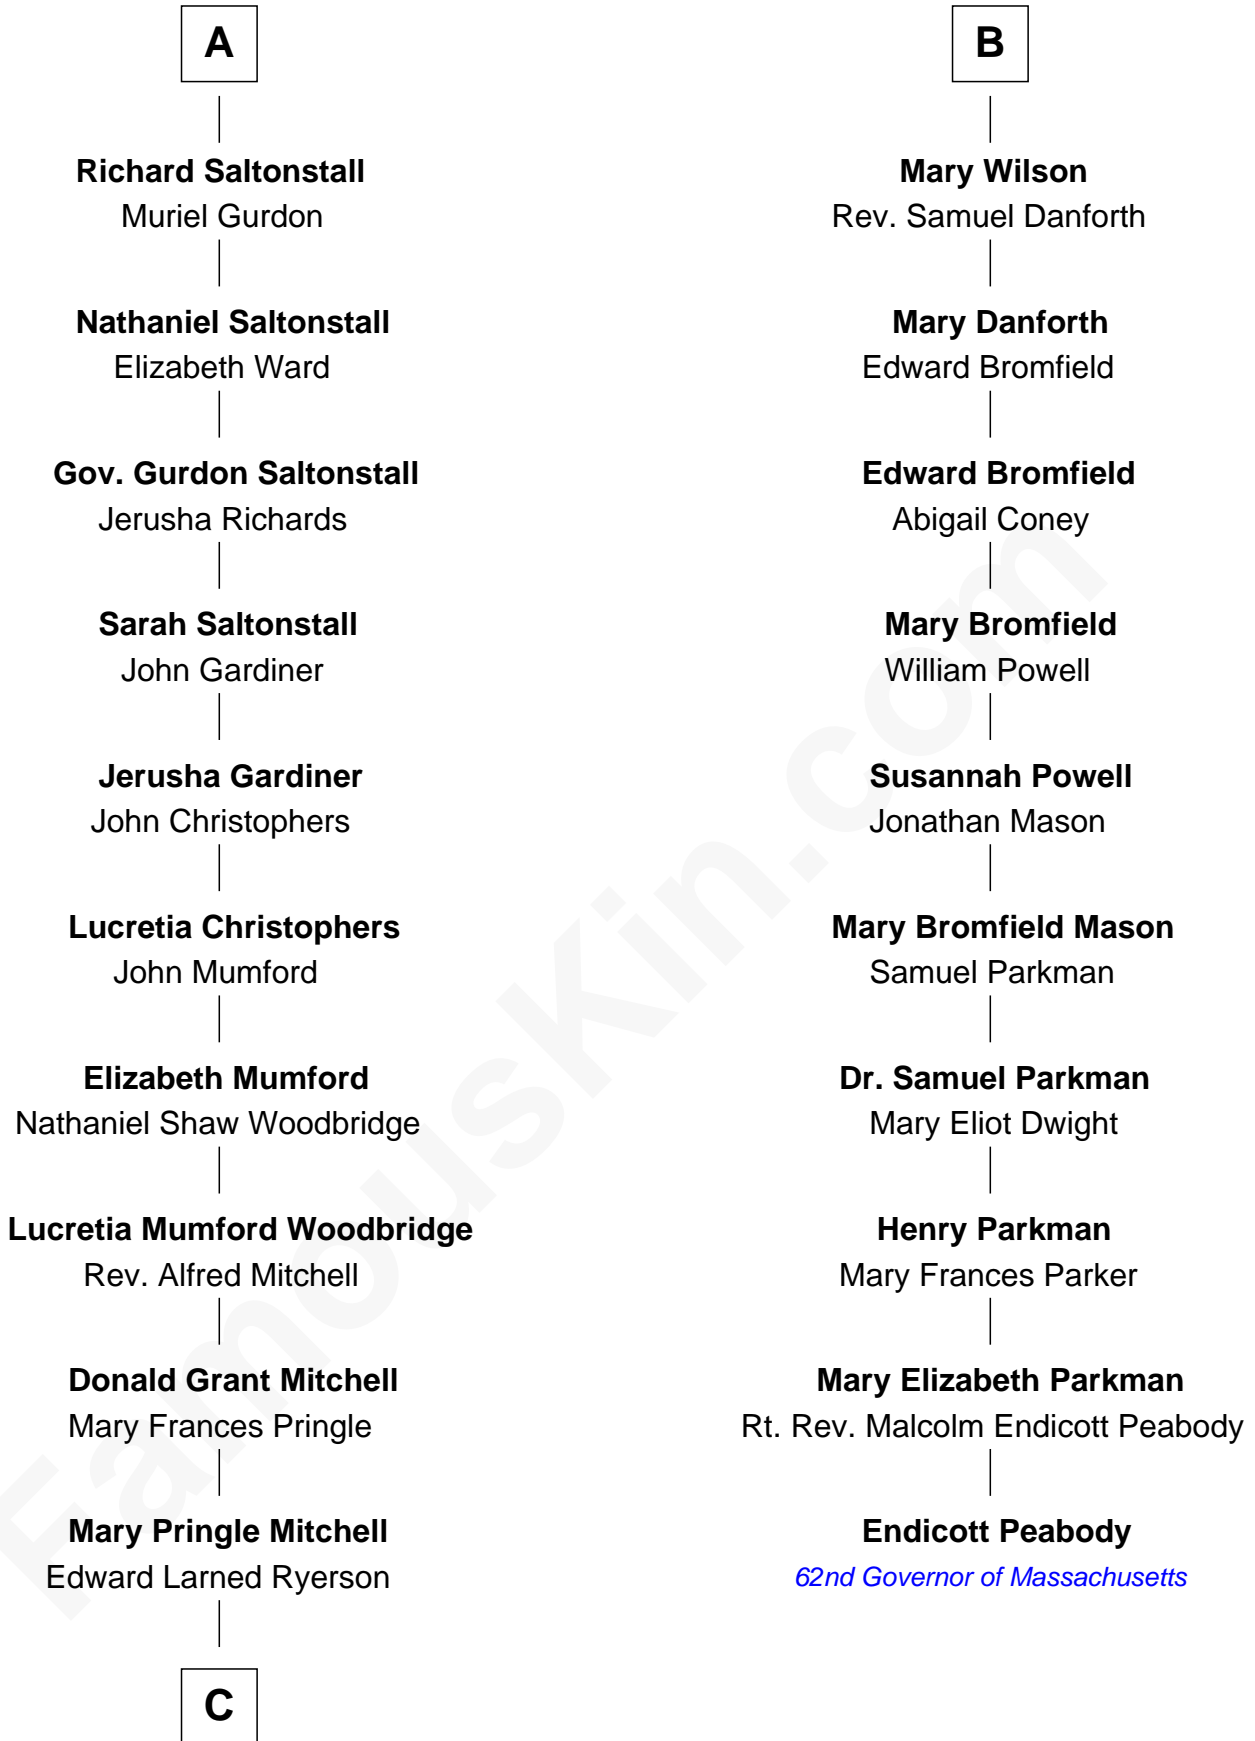 A
Richard Saltonstall
Muriel Gurdon
Nathaniel Saltonstall
Elizabeth Ward
Gov. Gurdon Saltonstall
Jerusha Richards
Sarah Saltonstall
John Gardiner
Jerusha Gardiner
John Christophers
Lucretia Christophers
John Mumford
Elizabeth Mumford
Nathaniel Shaw Woodbridge
Lucretia Mumford Woodbridge
Rev. Alfred Mitchell
Donald Grant Mitchell
Mary Frances Pringle
Mary Pringle Mitchell
Edward Larned Ryerson
C
B
Mary Wilson
Rev. Samuel Danforth
Mary Danforth
Edward Bromfield
Edward Bromfield
Abigail Coney
Mary Bromfield
William Powell
Susannah Powell
Jonathan Mason
Mary Bromfield Mason
Samuel Parkman
Dr. Samuel Parkman
Mary Eliot Dwight
Henry Parkman
Mary Frances Parker
Mary Elizabeth Parkman
Rt. Rev. Malcolm Endicott Peabody
Endicott Peabody
62nd Governor of Massachusetts
FamousKin.com